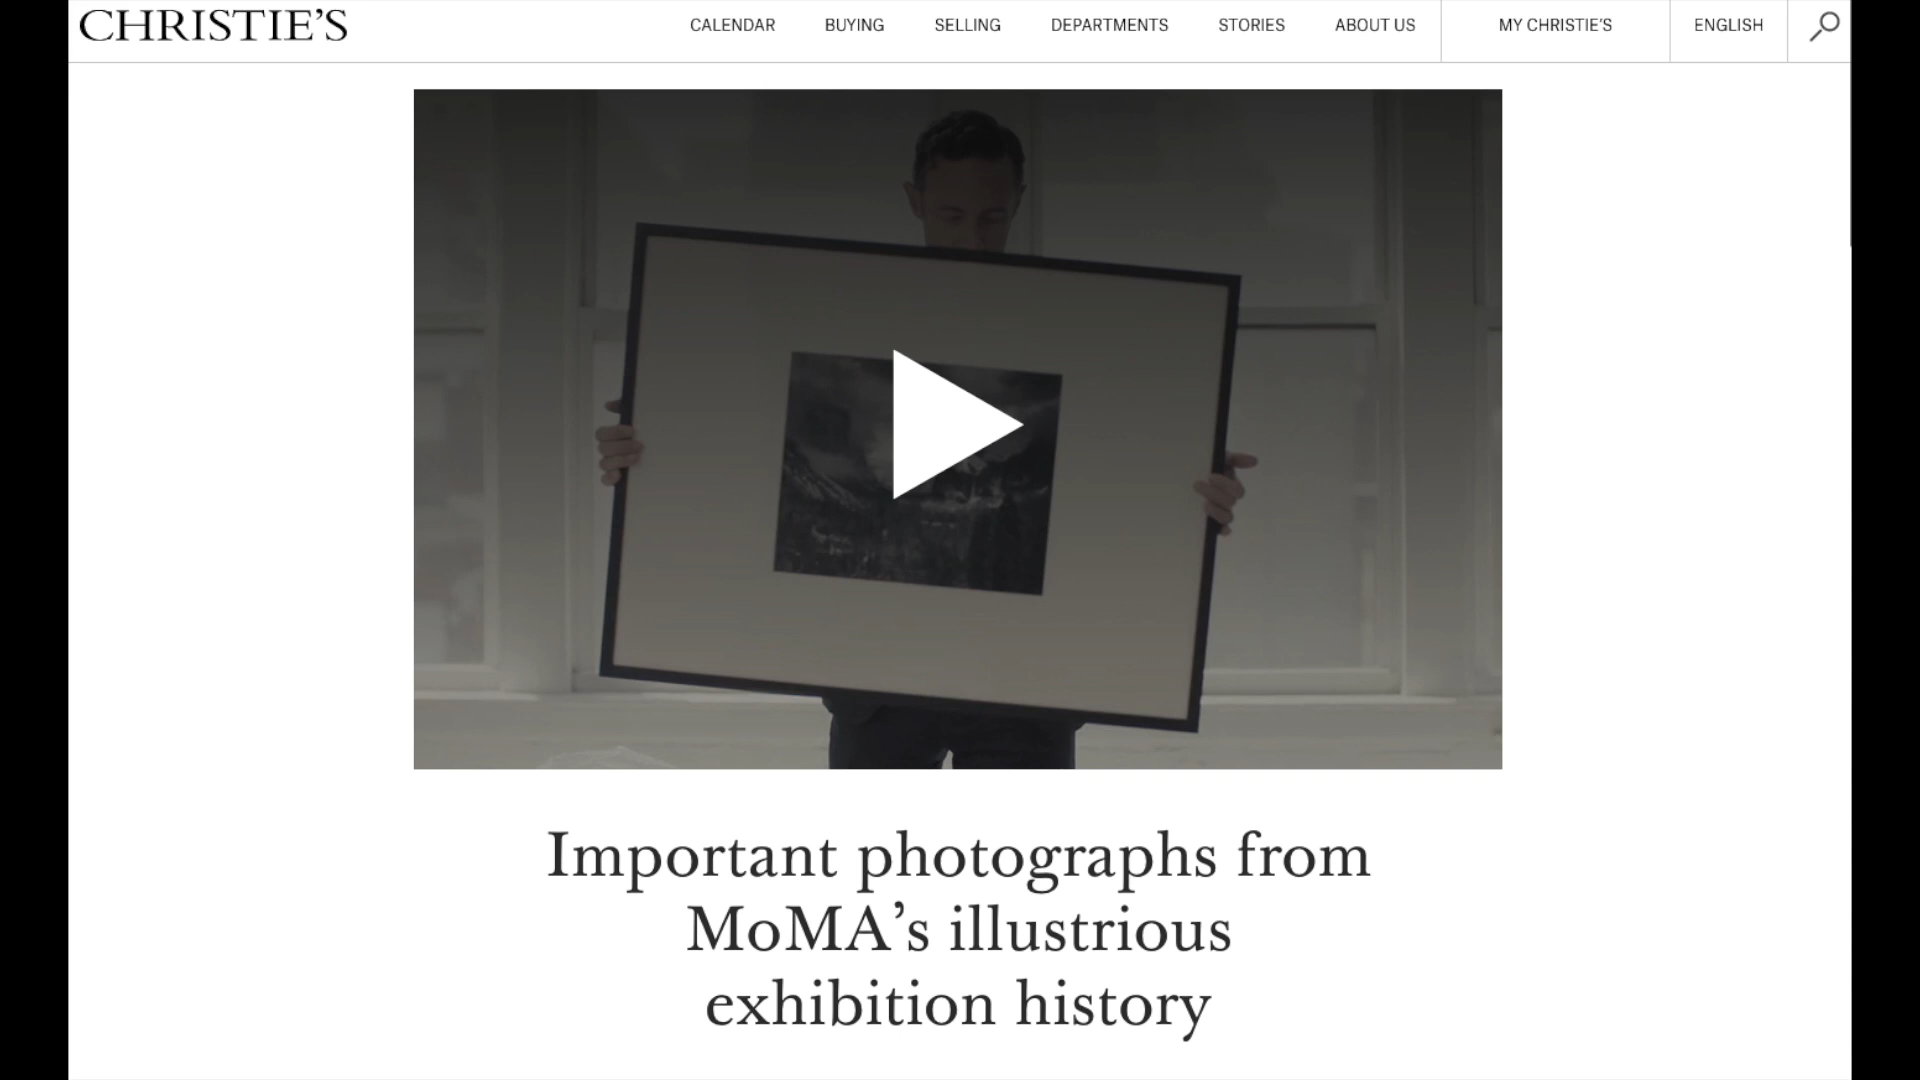 CHRISTIE'S
CALENDAR BUYING SELLING DEPARTMENTS STORIES ABOUT US MY CHRISTIE'S ENGLISH
Important photographs from
MoMA’s illustrious
exhibition history